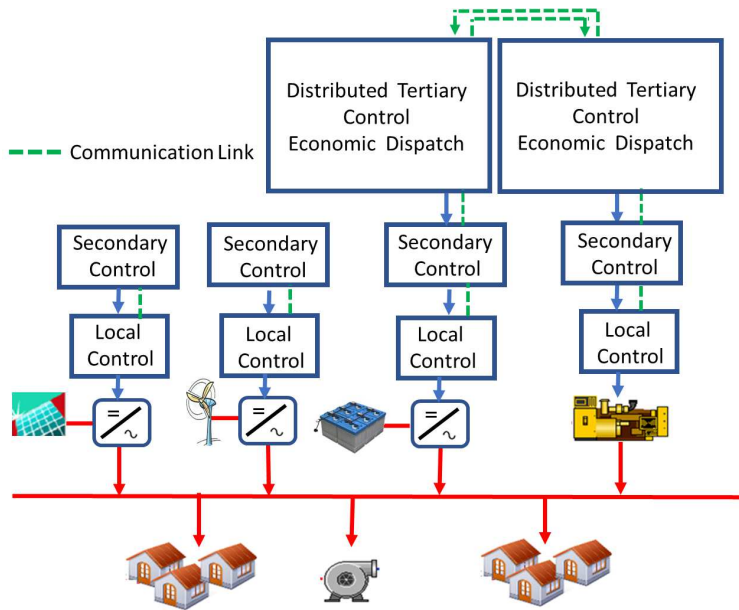 Distributed Tertiary
Control
Economic Dispatch
Distributed Tertiary
Control
Economic Dispatch
Communication Link
Secondary
Control
Secondary
Control
Secondary
Control
Secondary
Control
Local
Control
Local
Control
Local
Control
Local
Control
=
~
=
~
=
~